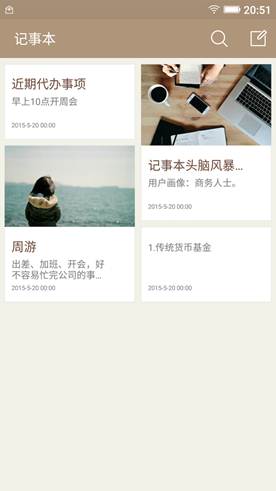 20:51
记事本
近期代办事项
早上10点开周会
2015-5-20 00:00
记事本头脑风暴...
用户画像：商务人士。
2015-5-20 00:00
周游
出差、加班、开会，好
不容易忙完公司的事...
2015-5-20 00:00
1.传统货币基金
2015-5-20 00:00